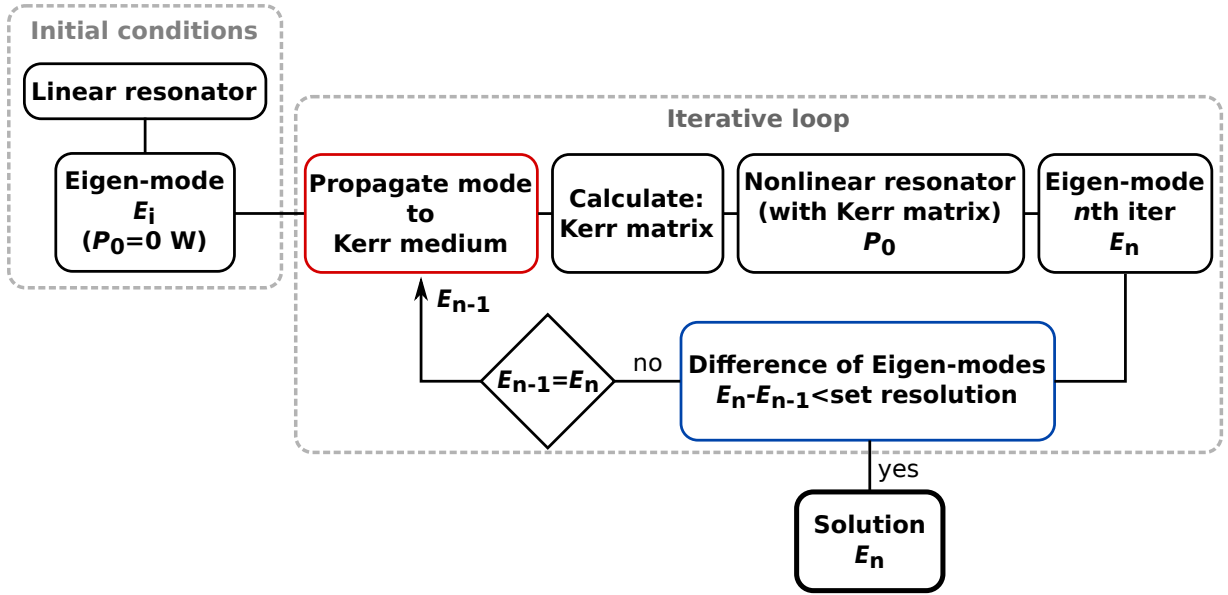 Initial conditions
Linear resonator
Eigen-mode
Ei
(P0=0 W)
Iterative loop
Propagate mode
to
Kerr medium
Calculate:
Kerr matrix
Nonlinear resonator
(with Kerr matrix)
P0
Eigen-mode
nth iter
En
En-1
En-1=En
no
Difference of Eigen-modes
En-En-1<set resolution
yes
Solution
En